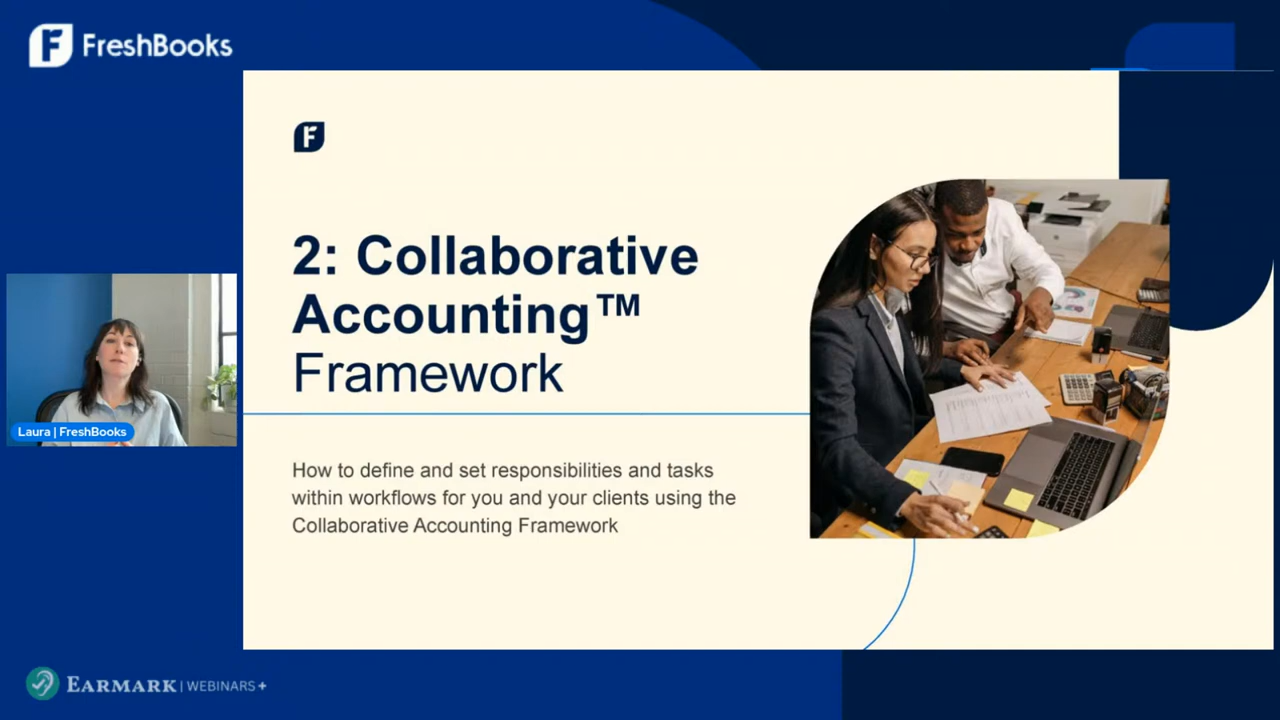 FreshBooks
2: Collaborative
Accounting™
Framework
How to define and set responsibilities and tasks
within workflows for you and your clients using the
Collaborative Accounting Framework
Laura | FreshBooks
EARMARK | WEBINARS +